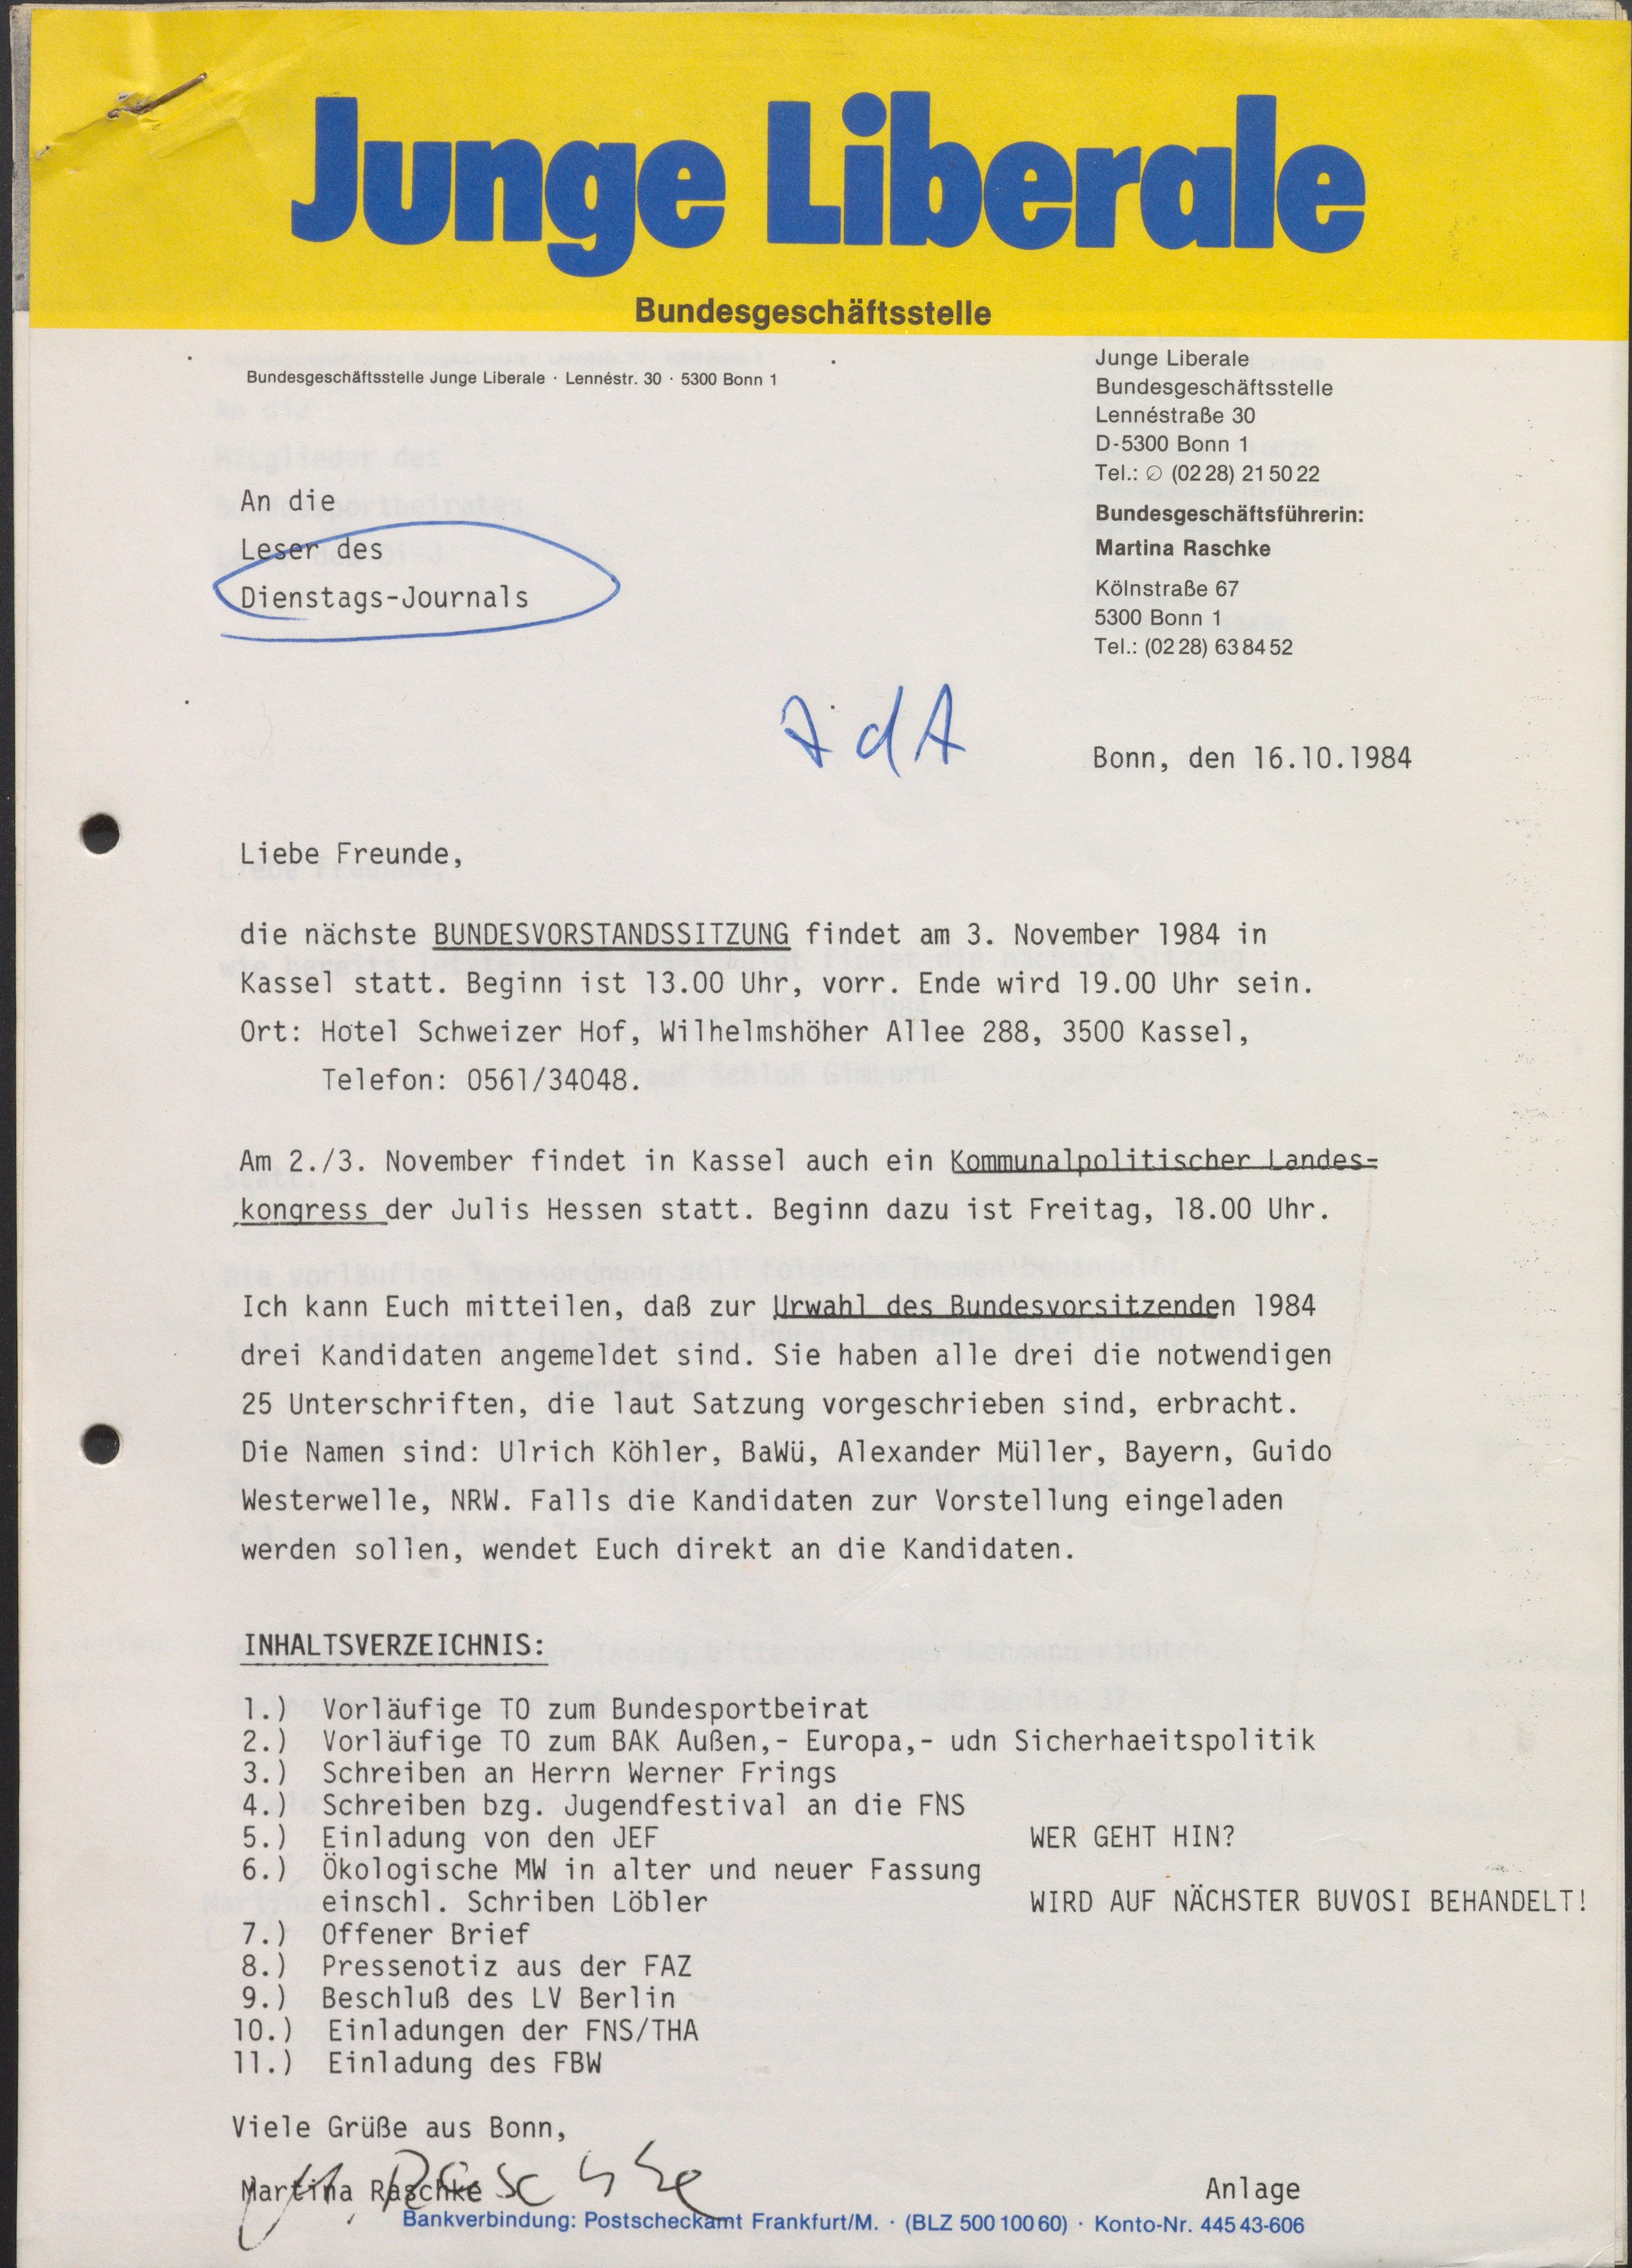 Junge Liberale
Bundesgeschäftsstelle
Bundesgeschäftsstelle Junge Liberale · Lennéstr. 30 · 5300 Bonn 1
Junge Liberale
Bundesgeschäftsstelle
Lennéstraße 30
D-5300 Bonn 1
Tel.: ∅ (02 28) 21 50 22
Bundesgeschäftsführerin:
Martina Raschke
Kölnstraße 67
5300 Bonn 1
Tel.: (02 28) 63 84 52
An die
Leser des
Dienstags-Journals
ZdA
Bonn, den 16.10.1984
Liebe Freunde,
die nächste BUNDESVORSTANDSSITZUNG findet am 3. November 1984 in
Kassel statt. Beginn ist 13.00 Uhr, vorr. Ende wird 19.00 Uhr sein.
Ort: Hotel Schweizer Hof, Wilhelmshöher Allee 288, 3500 Kassel,
Telefon: 0561/34048.
Am 2./3. November findet in Kassel auch ein Kommunalpolitischer Landes-
kongress der Julis Hessen statt. Beginn dazu ist Freitag, 18.00 Uhr.
Ich kann Euch mitteilen, daß zur Urwahl des Bundesvorsitzenden 1984
drei Kandidaten angemeldet sind. Sie haben alle drei die notwendigen
25 Unterschriften, die laut Satzung vorgeschrieben sind, erbracht.
Die Namen sind: Ulrich Köhler, BaWü, Alexander Müller, Bayern, Guido
Westerwelle, NRW. Falls die Kandidaten zur Vorstellung eingeladen
werden sollen, wendet Euch direkt an die Kandidaten.
INHALTSVERZEICHNIS:
1.) Vorläufige TO zum Bundesportbeirat
2.) Vorläufige TO zum BAK Außen,- Europa,- udn Sicherhaeitspolitik
3.) Schreiben an Herrn Werner Frings
4.) Schreiben bzg. Jugendfestival an die FNS
5.) Einladung von den JEF WER GEHT HIN?
6.) Ökologische MW in alter und neuer Fassung
einschl. Schriben Löbler WIRD AUF NÄCHSTER BUVOSI BEHANDELT!
7.) Offener Brief
8.) Pressenotiz aus der FAZ
9.) Beschluß des LV Berlin
10.) Einladungen der FNS/THA
11.) Einladung des FBW
Viele Grüße aus Bonn,
M. Raschke
Martina Raschke Anlage
Bankverbindung: Postscheckamt Frankfurt/M. · (BLZ 500 100 60) · Konto-Nr. 445 43-606